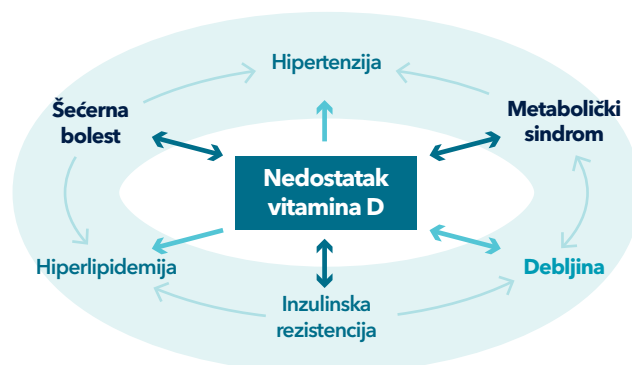 Hipertenzija
Šećerna
bolest
Metabolički
sindrom
Nedostatak
vitamina D
Hiperlipidemija
Debljina
Inzulinska
rezistencija